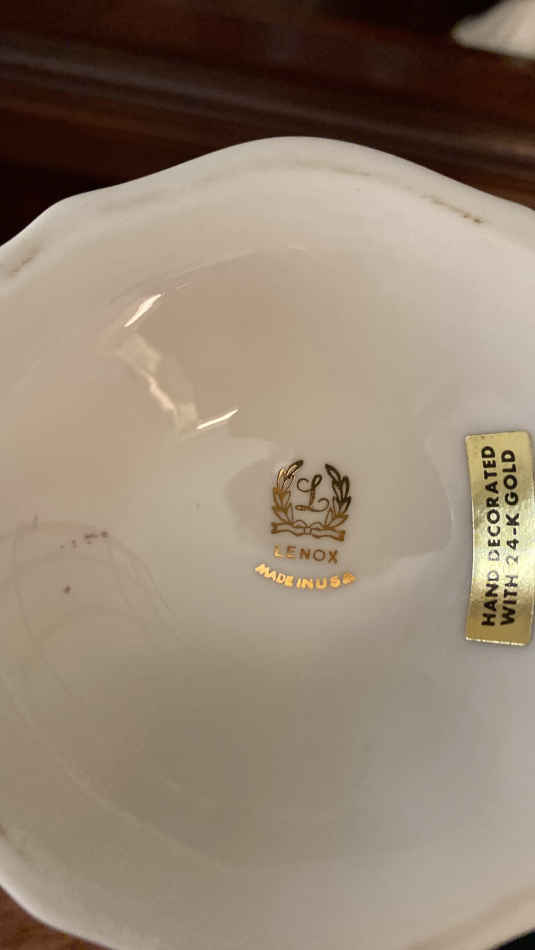 L
LENOX
MADE IN USA
HAND DECORATED
WITH 24-K GOLD